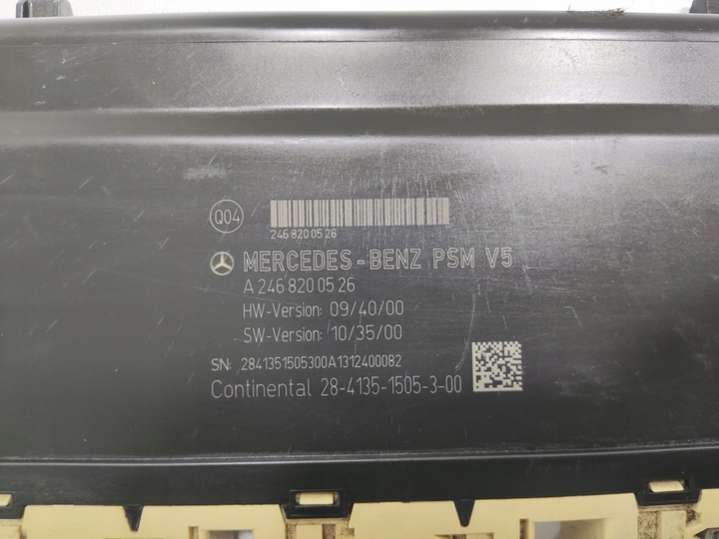 Q04
246 820 05 26
MERCEDES-BENZ PSM V5
A 246 820 05 26
HW-Version: 09/40/00
SW-Version: 10/35/00
SN: 2841351505300A1312400082
Continental 28-4135-1505-3-00